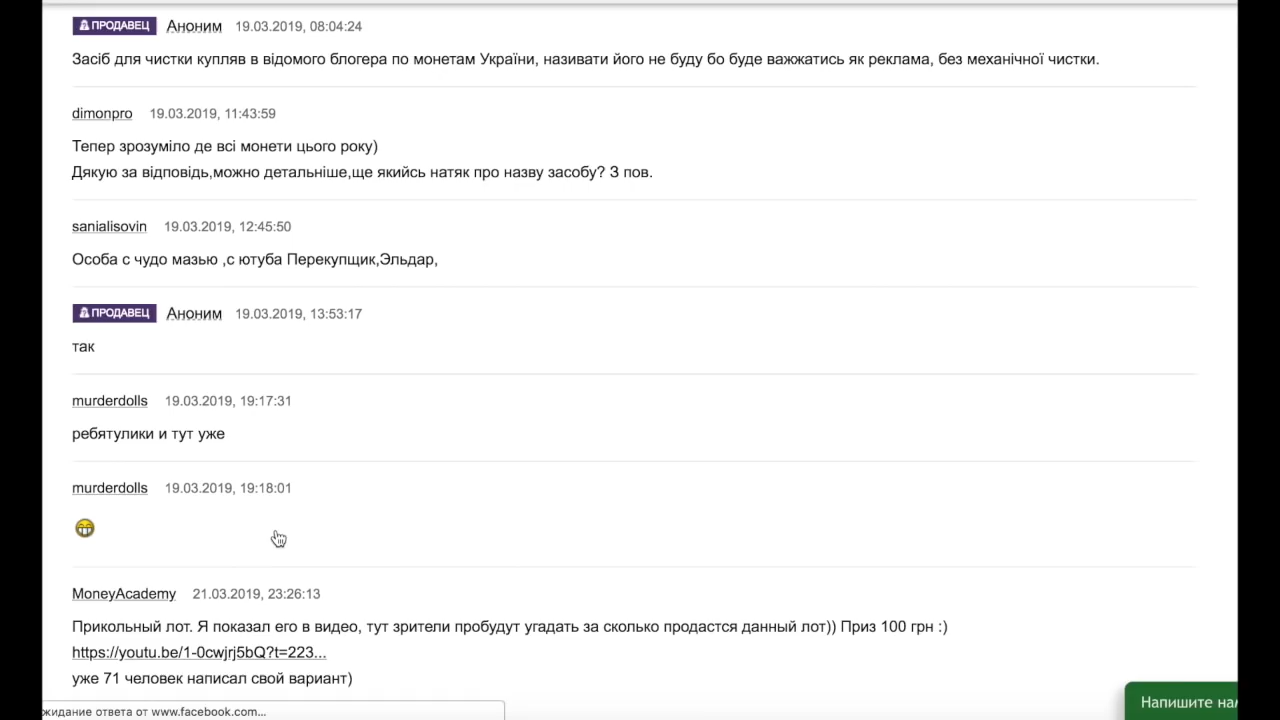 ПРОДАВЕЦ Аноним 19.03.2019, 08:04:24
Засіб для чистки купляв в відомого блогера по монетам України, називати його не буду бо буде важжатись як реклама, без механічної чистки.
dimonpro 19.03.2019, 11:43:59
Тепер зрозуміло де всі монети цього року)
Дякую за відповідь,можно детальніше,ще якийсь натяк про назву засобу? З пов.
sanialisovin 19.03.2019, 12:45:50
Особа с чудо мазью ,с ютуба Перекупщик,Эльдар,
ПРОДАВЕЦ Аноним 19.03.2019, 13:53:17
так
murderdolls 19.03.2019, 19:17:31
ребятулики и тут уже
murderdolls 19.03.2019, 19:18:01
MoneyAcademy 21.03.2019, 23:26:13
Прикольный лот. Я показал его в видео, тут зрители пробудут угадать за сколько продастся данный лот)) Приз 100 грн :)
https://youtu.be/1-0cwjrj5bQ?t=223...
уже 71 человек написал свой вариант)
Напишите на
жидание ответа от www.facebook.com...